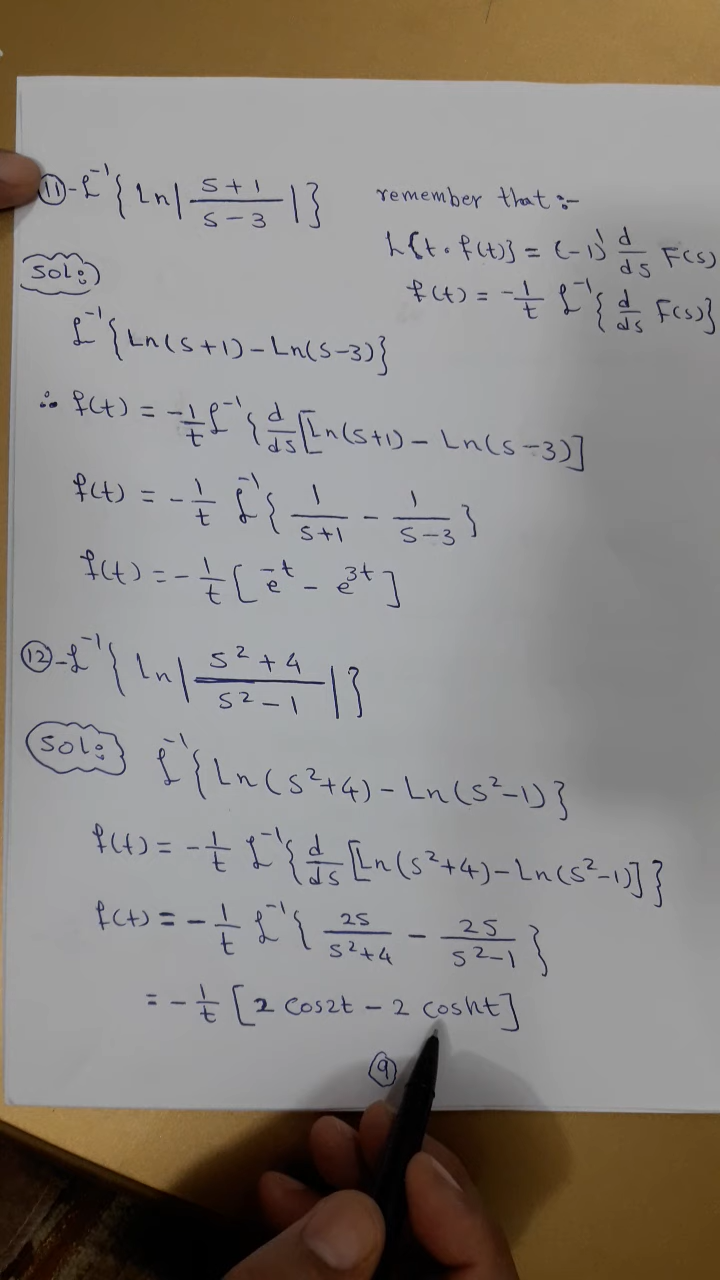 ⑪-£⁻¹{Ln|(s+1)/(s-3)|}
remember that:-
L{t.f(t)} = (-1)¹ d/ds F(s)
f(t) = -1/t £⁻¹{d/ds F(s)}
Sol:
£⁻¹{Ln(s+1)-Ln(s-3)}
∴ f(t) = -1/t £⁻¹{d/ds[Ln(s+1) - Ln(s-3)]
f(t) = -1/t £⁻¹{1/(s+1) - 1/(s-3)}
f(t) = -1/t [e⁻ᵗ - e³ᵗ]
⑫-£⁻¹{Ln|(s²+4)/(s²-1)|}
Sol: £⁻¹{Ln(s²+4)-Ln(s²-1)}
f(t) = -1/t £⁻¹{d/ds[Ln(s²+4)-Ln(s²-1)]}
f(t) = -1/t £⁻¹{2s/(s²+4) - 2s/(s²-1)}
= -1/t [2 cos2t - 2 cosht]
⑨